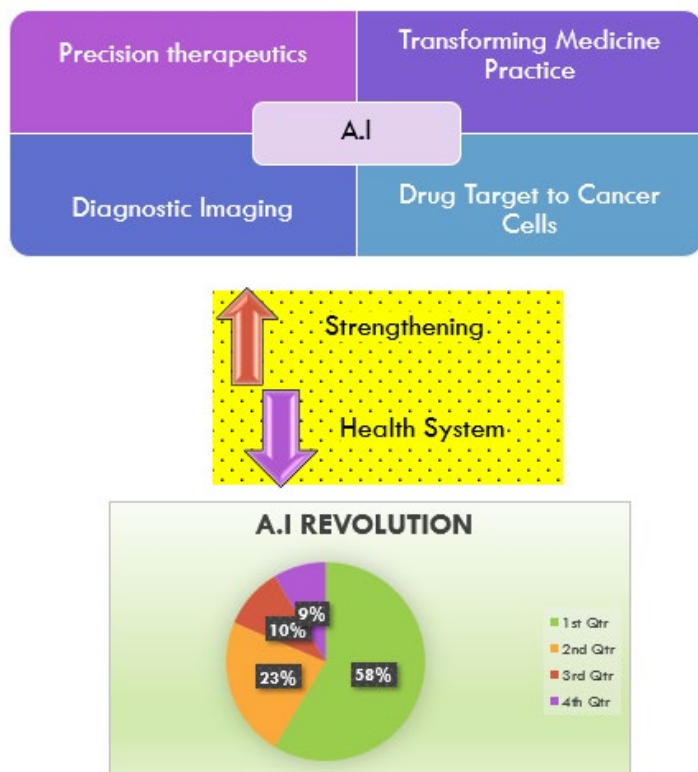 Precision therapeutics
Transforming Medicine
Practice
A.I
Diagnostic Imaging
Drug Target to Cancer
Cells
Strengthening
Health System
A.I REVOLUTION
9%
10%
23%
58%
1st Qtr
2nd Qtr
3rd Qtr
4th Qtr